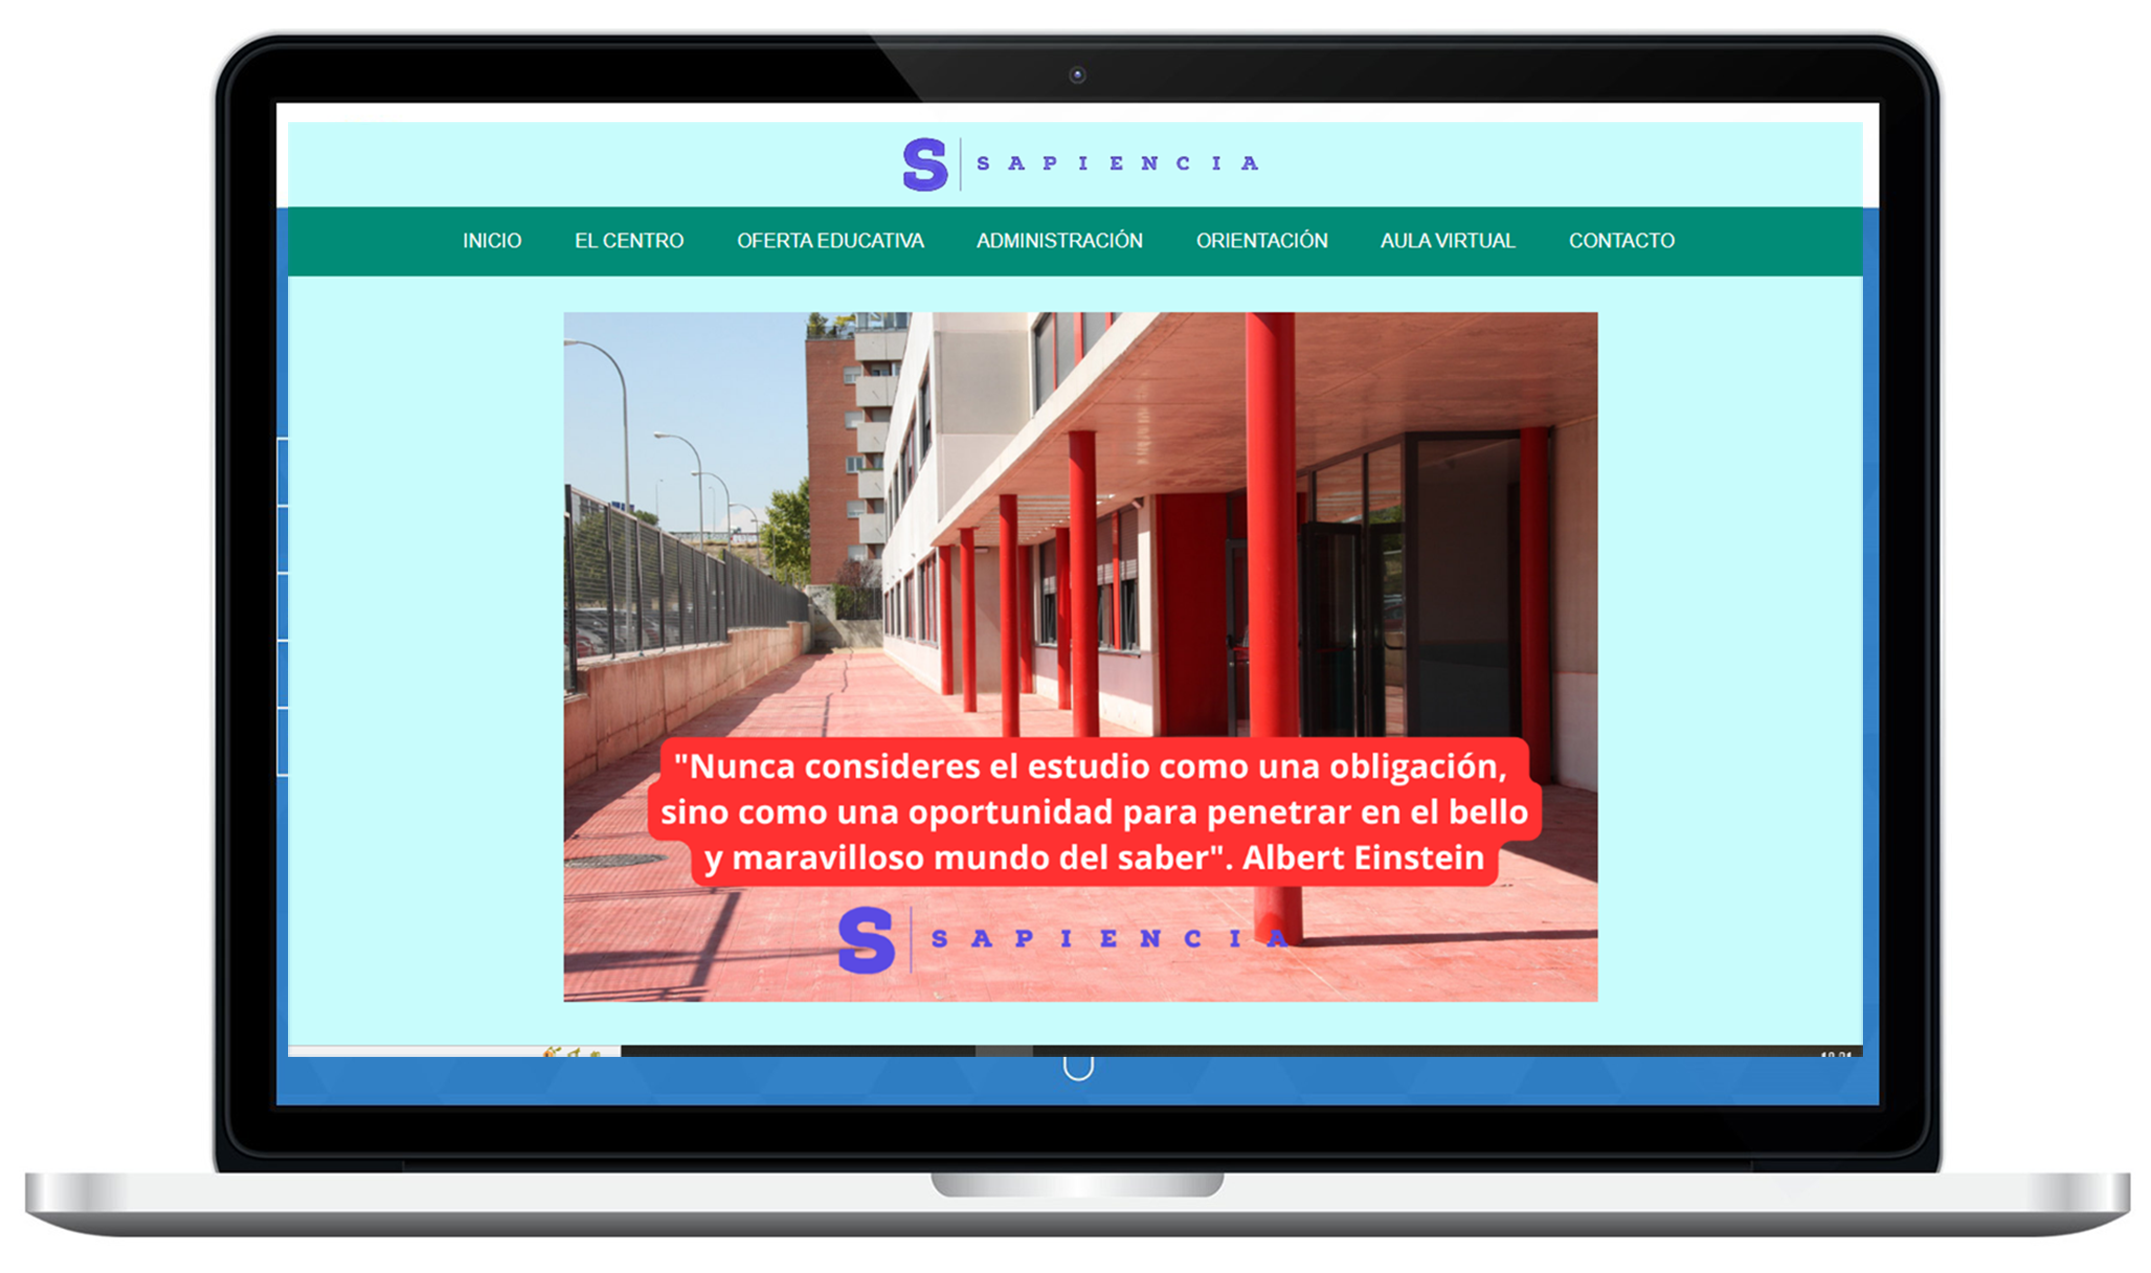 S SAPIENCIA
INICIO EL CENTRO OFERTA EDUCATIVA ADMINISTRACIÓN ORIENTACIÓN AULA VIRTUAL CONTACTO
"Nunca consideres el estudio como una obligación,
sino como una oportunidad para penetrar en el bello
y maravilloso mundo del saber". Albert Einstein
S SAPIENCIA